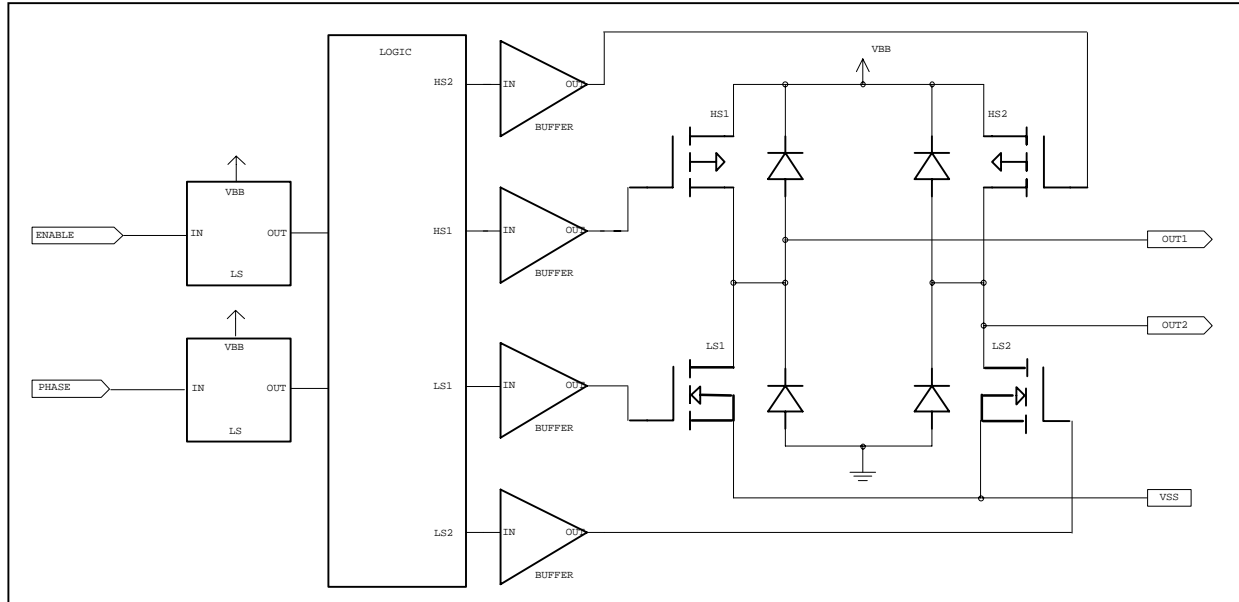 LOGIC
HS2
IN
OUT
BUFFER
VBB
HS1
HS2
VBB
IN
OUT
LS
ENABLE
HS1
IN
OUT
BUFFER
OUT1
VBB
IN
OUT
LS
PHASE
OUT2
LS1
LS2
LS1
IN
OUT
BUFFER
VSS
LS2
IN
OUT
BUFFER